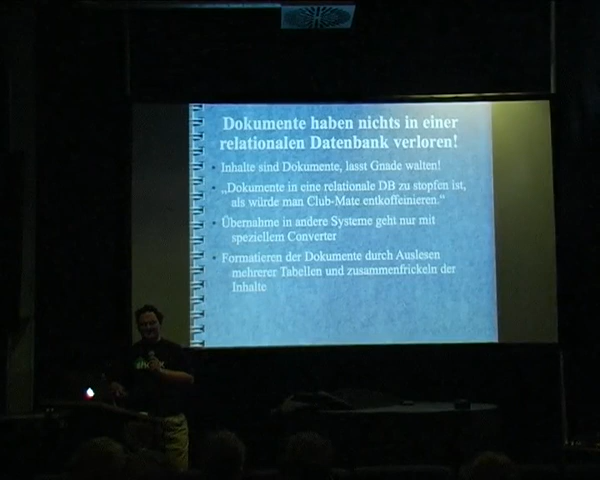 Dokumente haben nichts in einer
relationalen Datenbank verloren!
• Inhalte sind Dokumente, lasst Gnade walten!
• „Dokumente in eine relationale DB zu stopfen ist,
als würde man Club-Mate entkoffeinieren.“
• Übernahme in andere Systeme geht nur mit
speziellem Converter
• Formatieren der Dokumente durch Auslesen
mehrerer Tabellen und zusammenfrickeln der
Inhalte